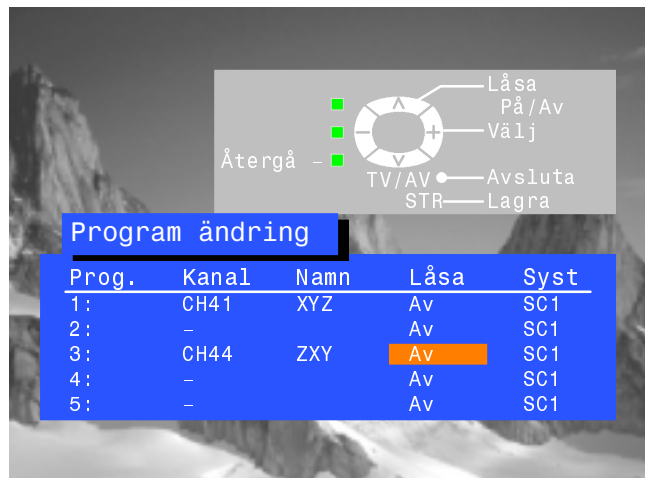 Låsa
På/Av
Välj
Återgå –
TV/AV Avsluta
STR Lagra
Program ändring
Prog. Kanal Namn Låsa Syst
1: CH41 XYZ Av SC1
2: – Av SC1
3: CH44 ZXY Av SC1
4: – Av SC1
5: – Av SC1